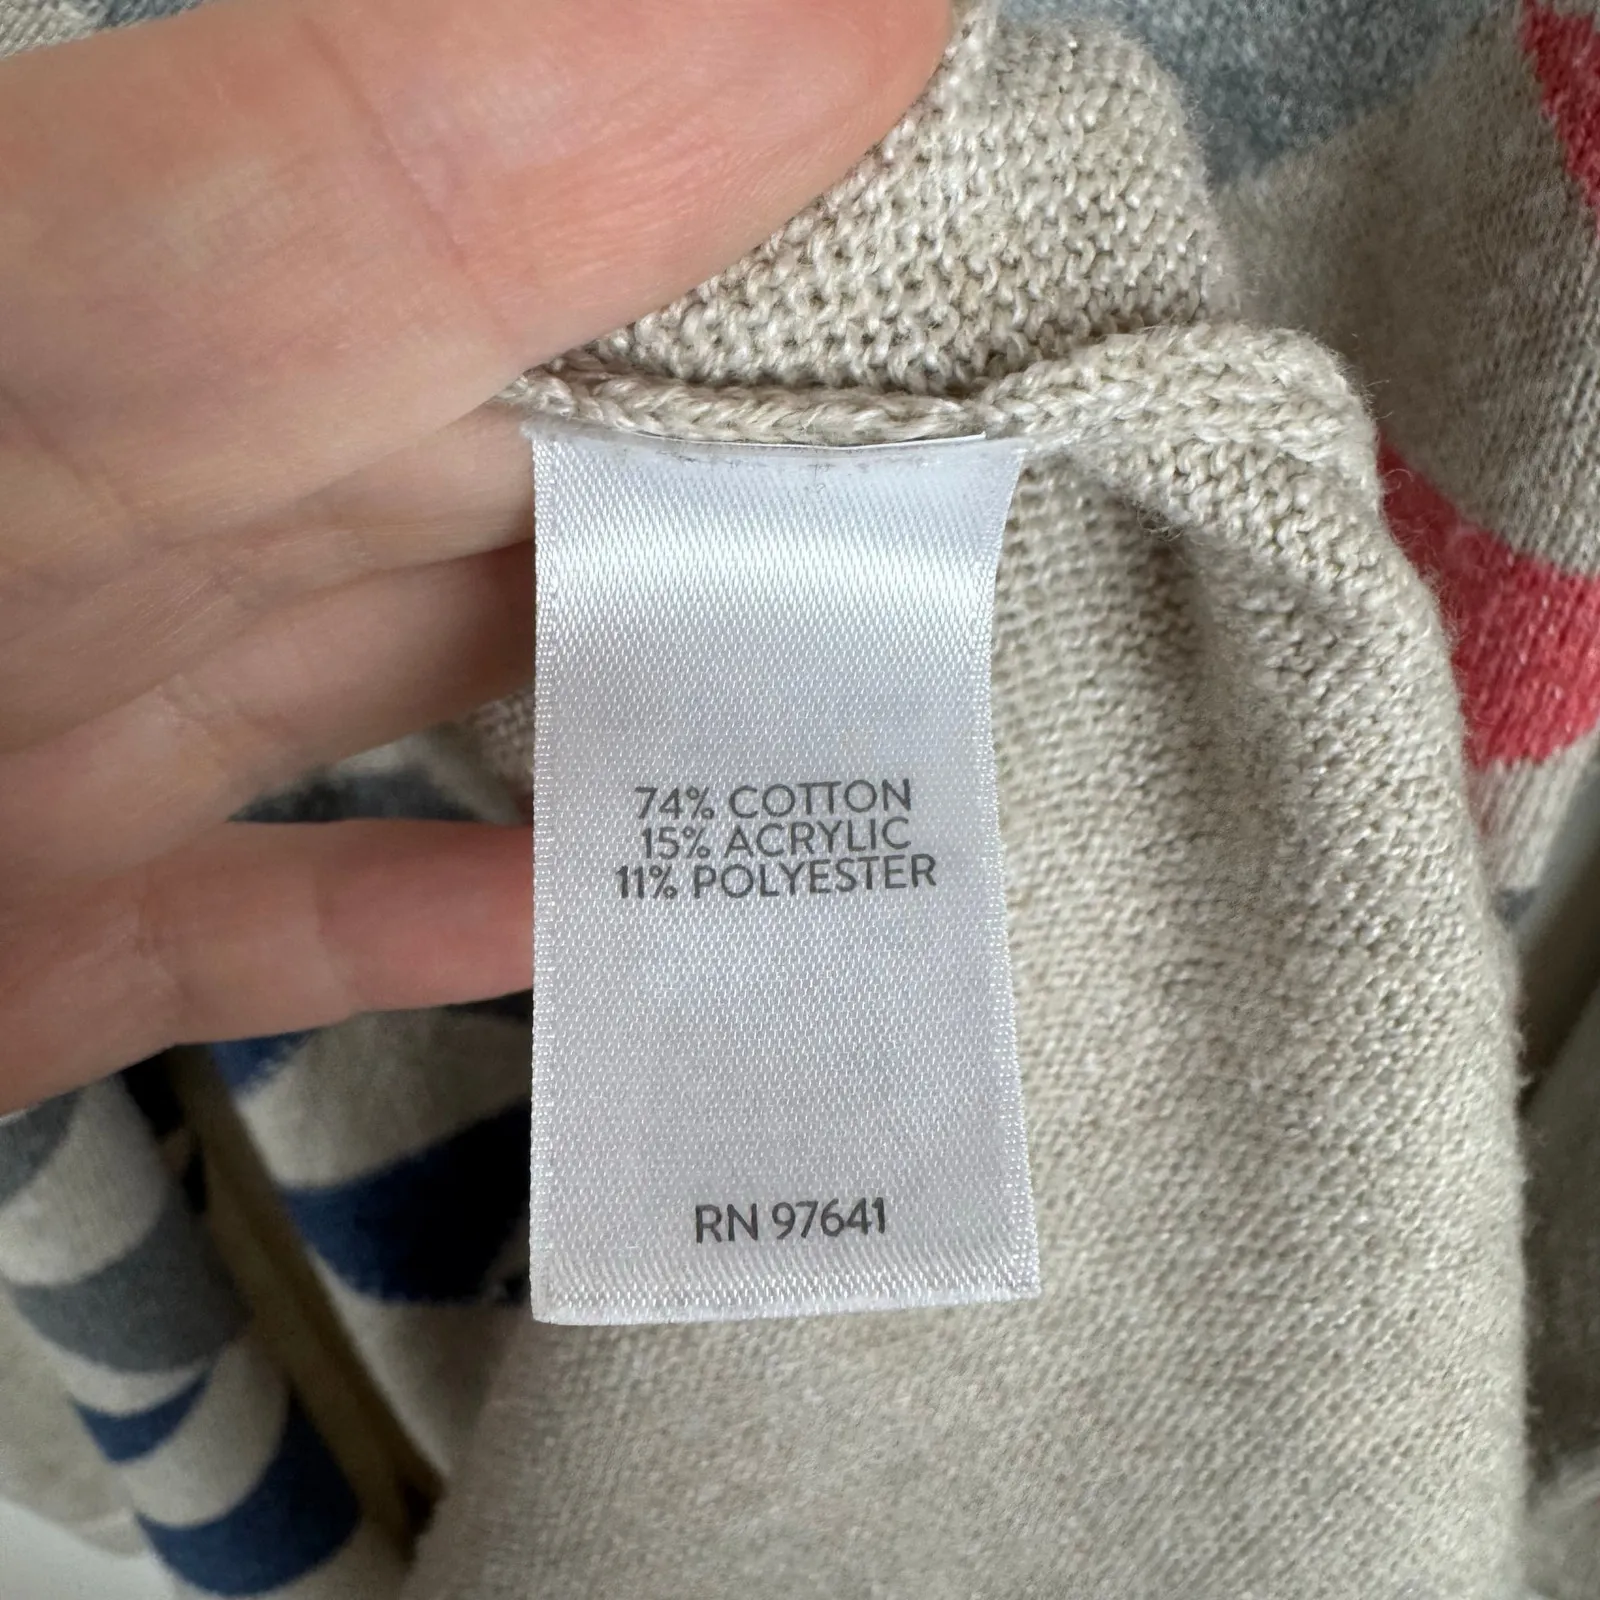 74% COTTON
15% ACRYLIC
11% POLYESTER
RN 97641